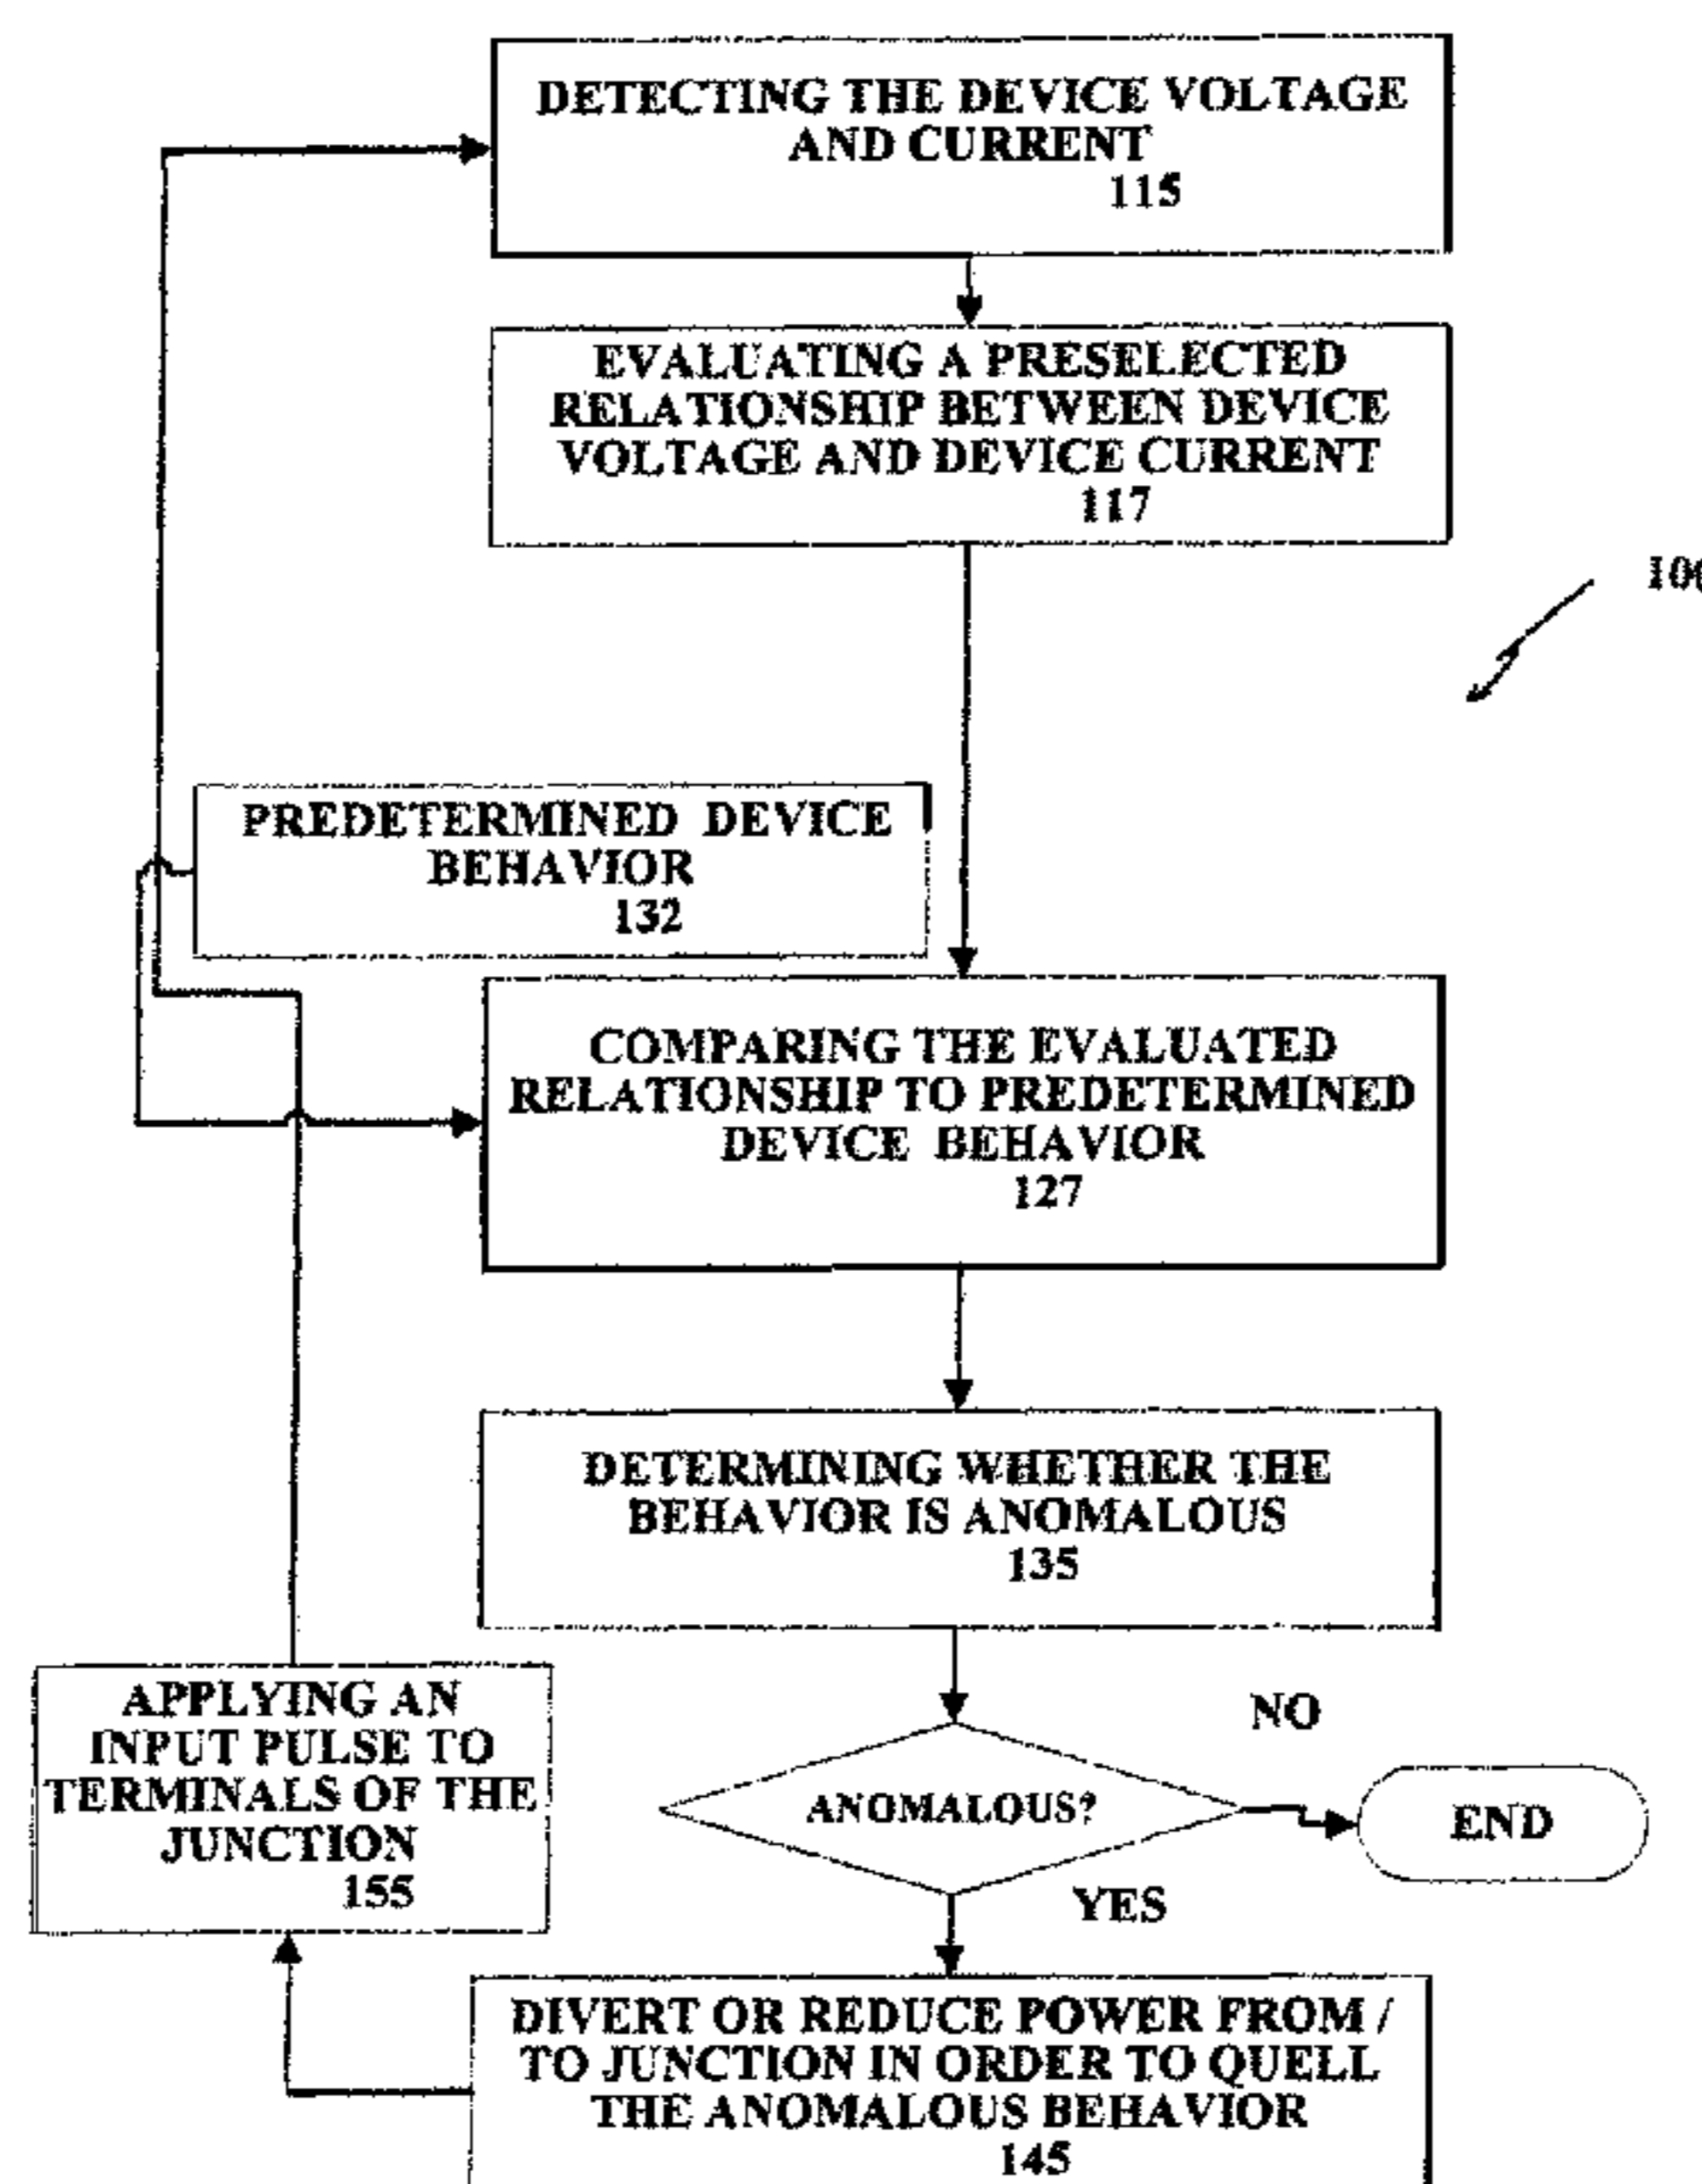 DETECTING THE DEVICE VOLTAGE
AND CURRENT
115
EVALUATING A PRESELECTED
RELATIONSHIP BETWEEN DEVICE
VOLTAGE AND DEVICE CURRENT
117
PREDETERMINED DEVICE
BEHAVIOR
132
COMPARING THE EVALUATED
RELATIONSHIP TO PREDETERMINED
DEVICE BEHAVIOR
127
DETERMINING WHETHER THE
BEHAVIOR IS ANOMALOUS
135
APPLYING AN
INPUT PULSE TO
TERMINALS OF THE
JUNCTION
155
NO
ANOMALOUS?
END
YES
DIVERT OR REDUCE POWER FROM /
TO JUNCTION IN ORDER TO QUELL
THE ANOMALOUS BEHAVIOR
145